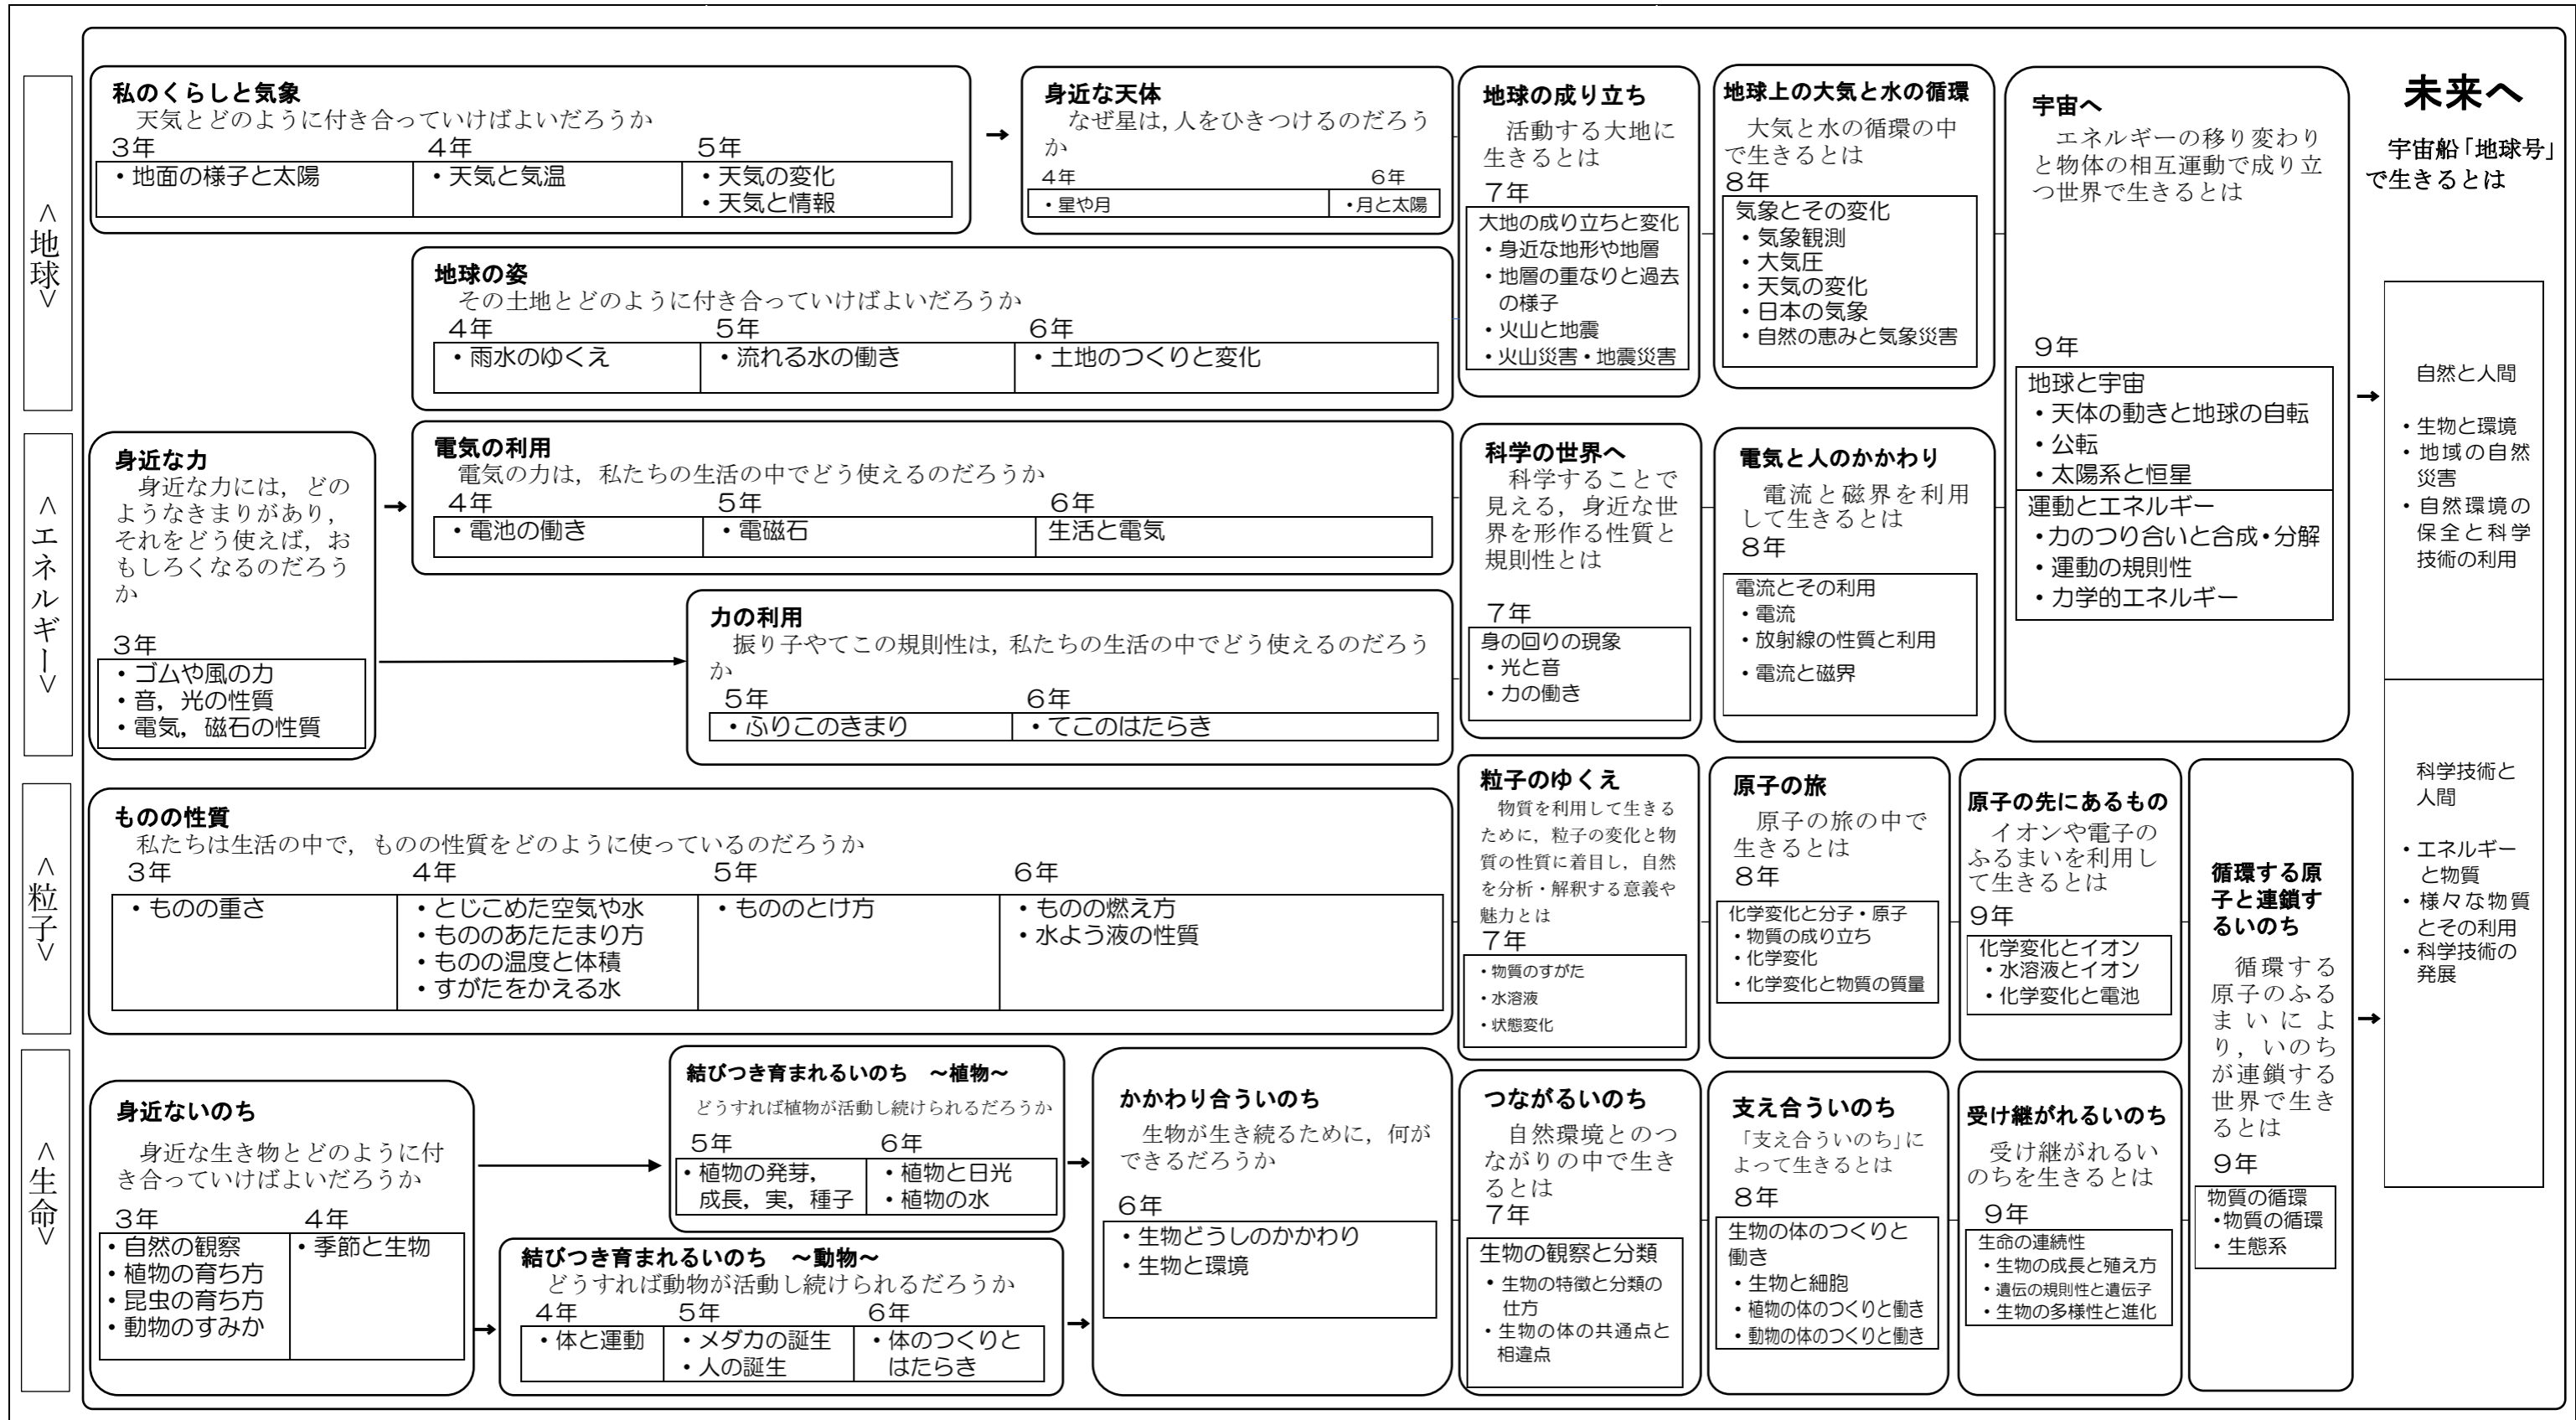 <地球>
私のくらしと気象
天気とどのように付き合っていけばよいだろうか
3年
4年
5年
・地面の様子と太陽
・天気と気温
・天気の変化
・天気と情報
→
身近な天体
なぜ星は,人をひきつけるのだろう
か
4年
6年
・星や月
・月と太陽
地球の姿
その土地とどのように付き合っていけばよいだろうか
4年
5年
6年
・雨水のゆくえ
・流れる水の働き
・土地のつくりと変化
地球の成り立ち
活動する大地に
生きるとは
7年
大地の成り立ちと変化
・身近な地形や地層
・地層の重なりと過去
の様子
・火山と地震
・火山災害・地震災害
地球上の大気と水の循環
大気と水の循環の中
で生きるとは
8年
気象とその変化
・気象観測
・大気圧
・天気の変化
・日本の気象
・自然の恵みと気象災害
宇宙へ
エネルギーの移り変わり
と物体の相互運動で成り立
つ世界で生きるとは
9年
地球と宇宙
・天体の動きと地球の自転
・公転
・太陽系と恒星
運動とエネルギー
・力のつり合いと合成・分解
・運動の規則性
・力学的エネルギー
→
未来へ
宇宙船「地球号」
で生きるとは
自然と人間
・生物と環境
・地域の自然
災害
・自然環境の
保全と科学
技術の利用
科学技術と
人間
・エネルギー
と物質
・様々な物質
とその利用
・科学技術の
発展
<エネルギー>
身近な力
身近な力には，どの
ようなきまりがあり，
それをどう使えば，お
もしろくなるのだろう
か
3年
・ゴムや風の力
・音，光の性質
・電気，磁石の性質
→
電気の利用
電気の力は，私たちの生活の中でどう使えるのだろうか
4年
5年
6年
・電池の働き
・電磁石
生活と電気
力の利用
振り子やてこの規則性は,私たちの生活の中でどう使えるのだろう
か
5年
6年
・ふりこのきまり
・てこのはたらき
科学の世界へ
科学することで
見える，身近な世
界を形作る性質と
規則性とは
7年
身の回りの現象
・光と音
・力の働き
電気と人のかかわり
電流と磁界を利用
して生きるとは
8年
電流とその利用
・電流
・放射線の性質と利用
・電流と磁界
<粒子>
ものの性質
私たちは生活の中で，ものの性質をどのように使っているのだろうか
3年
4年
5年
6年
・ものの重さ
・とじこめた空気や水
・もののあたたまり方
・ものの温度と体積
・すがたをかえる水
・もののとけ方
・ものの燃え方
・水よう液の性質
粒子のゆくえ
物質を利用して生きる
ために，粒子の変化と物
質の性質に着目し，自然
を分析・解釈する意義や
魅力とは
7年
・物質のすがた
・水溶液
・状態変化
原子の旅
原子の旅の中で
生きるとは
8年
化学変化と分子・原子
・物質の成り立ち
・化学変化
・化学変化と物質の質量
原子の先にあるもの
イオンや電子の
ふるまいを利用し
て生きるとは
9年
化学変化とイオン
・水溶液とイオン
・化学変化と電池
循環する原
子と連鎖す
るいのち
循環する
原子のふる
まいによ
り，いのち
が連鎖する
世界で生き
るとは
9年
物質の循環
・物質の循環
・生態系
→
<生命>
身近ないのち
身近な生き物とどのように付
き合っていけばよいだろうか
3年
4年
・自然の観察
・植物の育ち方
・昆虫の育ち方
・動物のすみか
・季節と生物
→
結びつき育まれるいのち　～植物～
どうすれば植物が活動し続けられるだろうか
5年
6年
・植物の発芽，
成長，実，種子
・植物と日光
・植物の水
→
結びつき育まれるいのち　～動物～
どうすれば動物が活動し続けられるだろうか
4年
5年
6年
・体と運動
・メダカの誕生
・人の誕生
・体のつくりと
はたらき
→
かかわり合ういのち
生物が生き続るために，何が
できるだろうか
6年
・生物どうしのかかわり
・生物と環境
つながるいのち
自然環境とのつ
ながりの中で生き
るとは
7年
生物の観察と分類
・生物の特徴と分類の
仕方
・生物の体の共通点と
相違点
支え合ういのち
「支え合ういのち」に
よって生きるとは
8年
生物の体のつくりと
働き
・生物と細胞
・植物の体のつくりと働き
・動物の体のつくりと働き
受け継がれるいのち
受け継がれるい
のちを生きるとは
9年
生命の連続性
・生物の成長と殖え方
・遺伝の規則性と遺伝子
・生物の多様性と進化